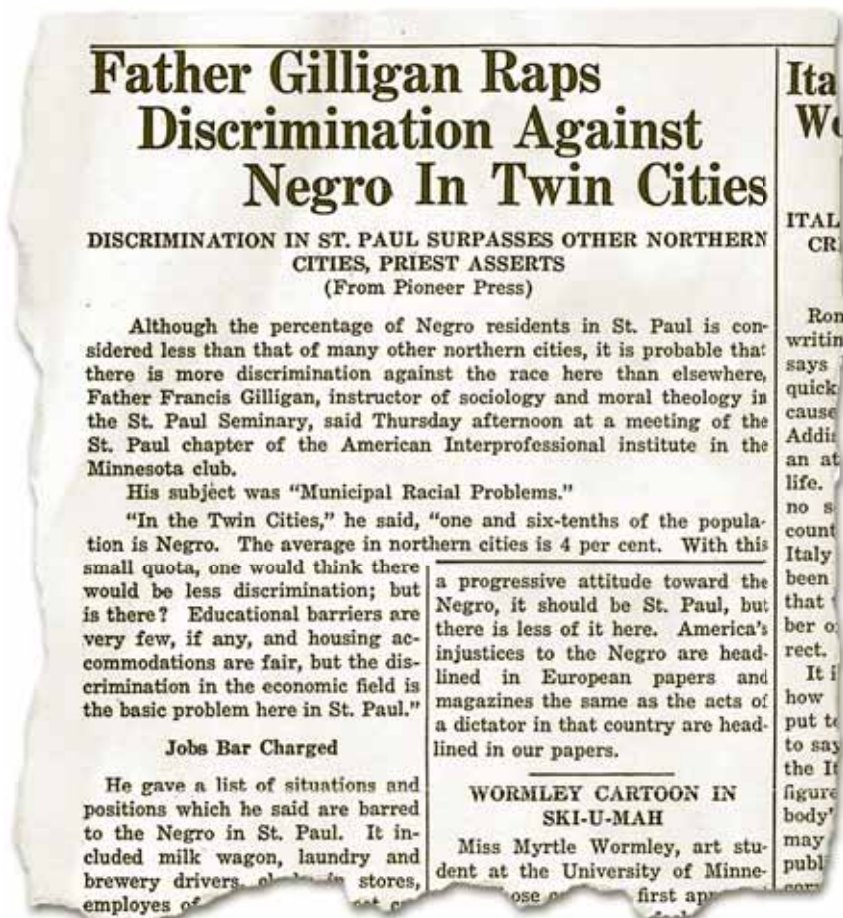 Father Gilligan Raps
Discrimination Against
Negro In Twin Cities
DISCRIMINATION IN ST. PAUL SURPASSES OTHER NORTHERN
CITIES, PRIEST ASSERTS
(From Pioneer Press)
Although the percentage of Negro residents in St. Paul is con-
sidered less than that of many other northern cities, it is probable that
there is more discrimination against the race here than elsewhere,
Father Francis Gilligan, instructor of sociology and moral theology in
the St. Paul Seminary, said Thursday afternoon at a meeting of the
St. Paul chapter of the American Interprofessional institute in the
Minnesota club.
His subject was "Municipal Racial Problems."
"In the Twin Cities," he said, "one and six-tenths of the popula-
tion is Negro. The average in northern cities is 4 per cent. With this
small quota, one would think there
would be less discrimination; but
is there? Educational barriers are
very few, if any, and housing ac-
commodations are fair, but the dis-
crimination in the economic field is
the basic problem here in St. Paul."
Jobs Bar Charged
He gave a list of situations and
positions which he said are barred
to the Negro in St. Paul. It in-
cluded milk wagon, laundry and
brewery drivers, in stores,
employes of
a progressive attitude toward the
Negro, it should be St. Paul, but
there is less of it here. America's
injustices to the Negro are head-
lined in European papers and
magazines the same as the acts of
a dictator in that country are head-
lined in our papers.
WORMLEY CARTOON IN
SKI-U-MAH
Miss Myrtle Wormley, art stu-
dent at the University of Minne-
first
Ita
ITAL
CRI
Ron
writin
says
quick
cause
Addis
an at
life.
no s
count
Italy
been
that
ber o
rect.
It i
how
put te
to say
the It
figure
body'
may
publi